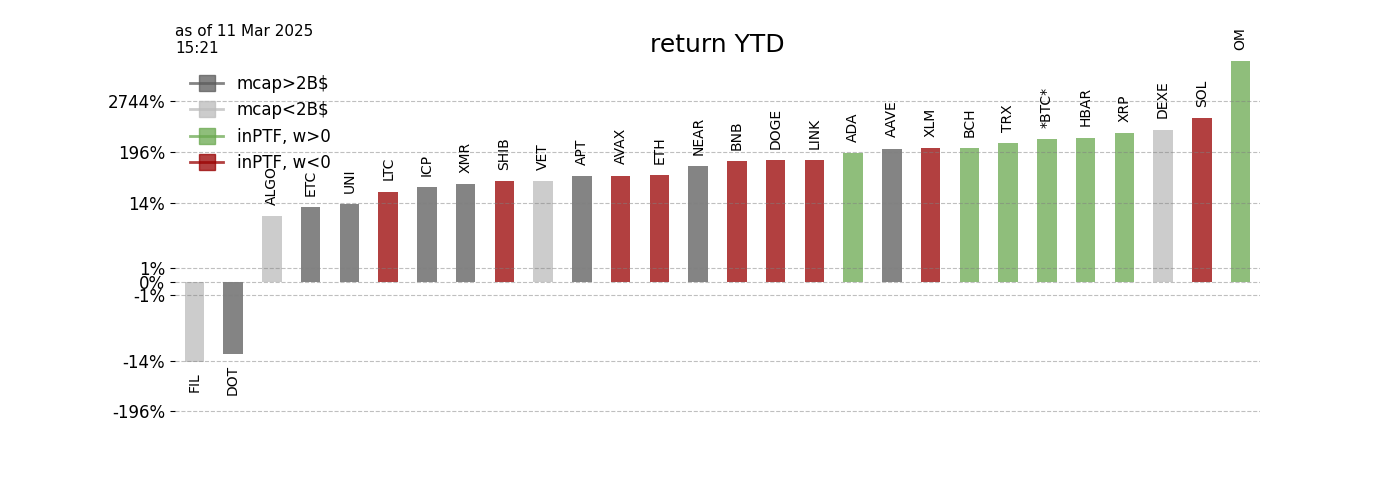 as of 11 Mar 2025
15:21
return YTD
mcap>2B$
mcap<2B$
inPTF, w>0
inPTF, w<0
2744%
196%
14%
1%
0%
-1%
-14%
-196%
FIL
DOT
ALGO
ETC
UNI
LTC
ICP
XMR
SHIB
VET
APT
AVAX
ETH
NEAR
BNB
DOGE
LINK
ADA
AAVE
XLM
BCH
TRX
*BTC*
HBAR
XRP
DEXE
SOL
OM